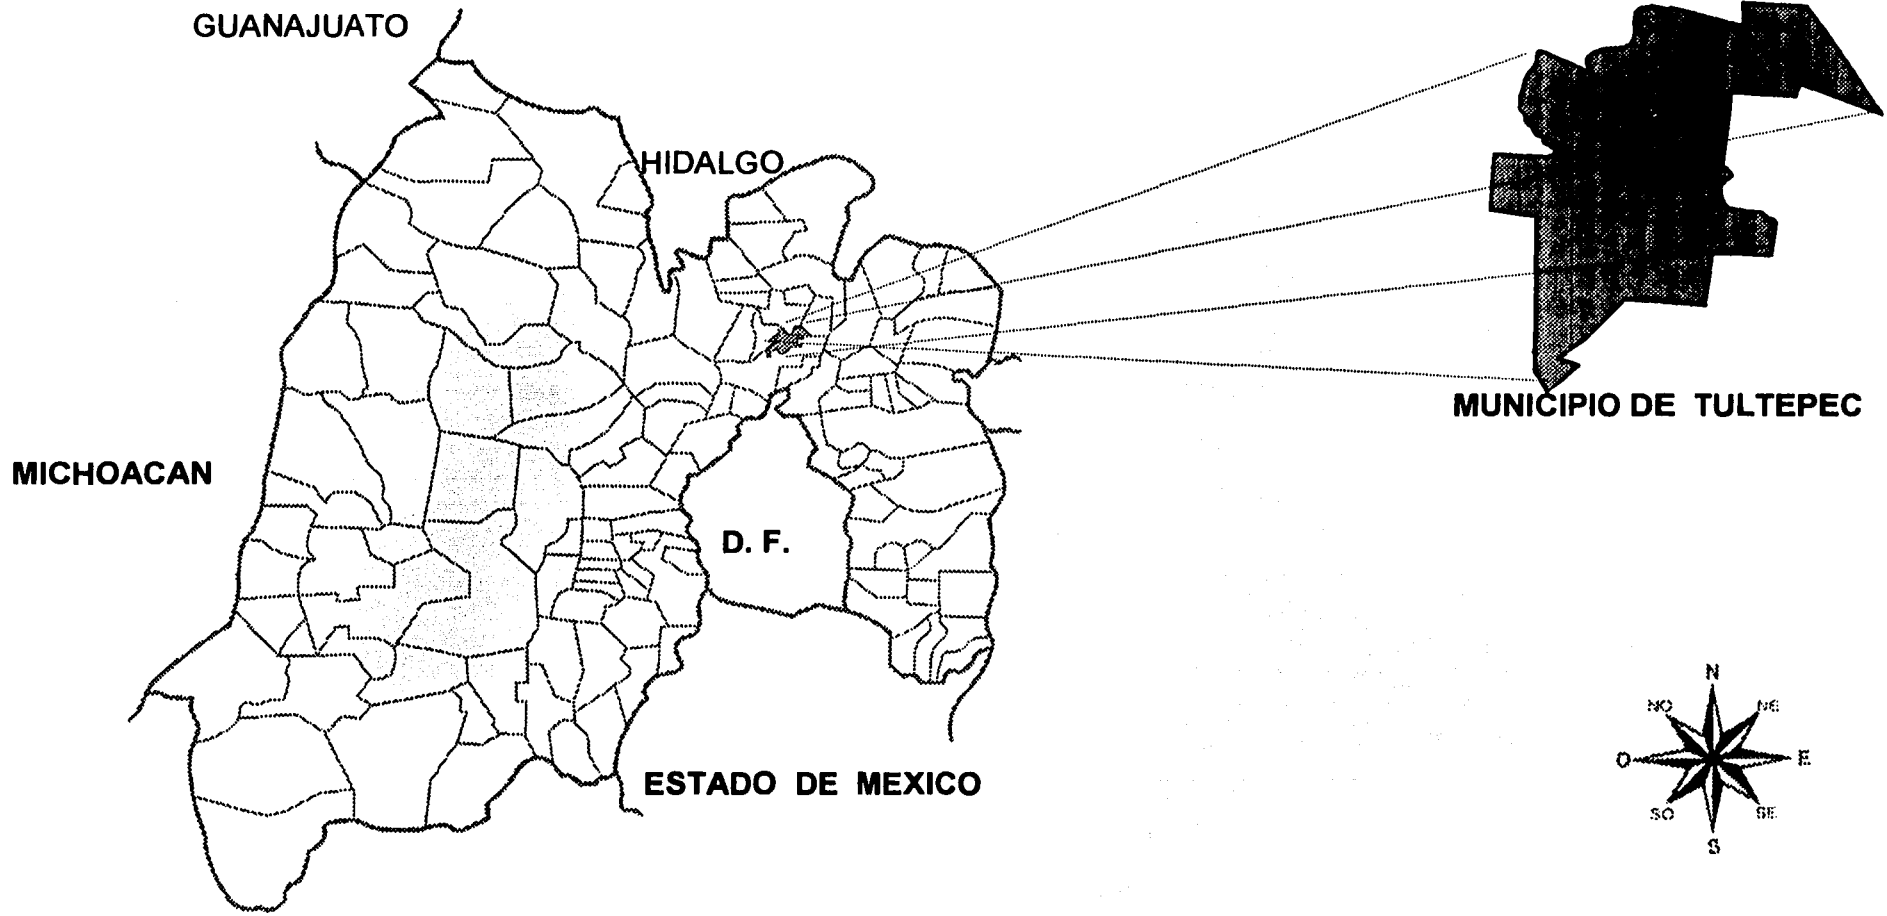 GUANAJUATO
HIDALGO
MUNICIPIO DE TULTEPEC
MICHOACAN
D. F.
ESTADO DE MEXICO
N
NO NE
O E
SO SE
S